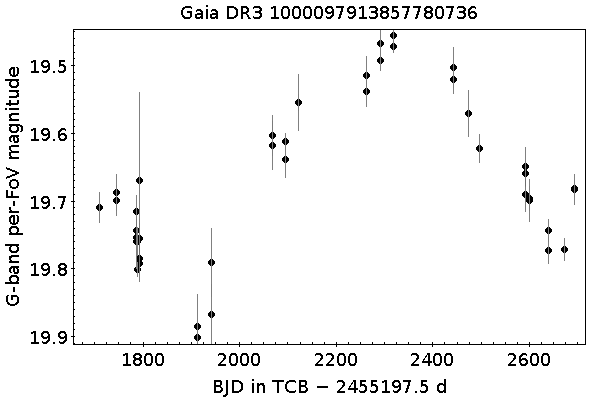 Gaia DR3 1000097913857780736
19.5
19.6
19.7
19.8
19.9
G-band per-FoV magnitude
1800 2000 2200 2400 2600
BJD in TCB − 2455197.5 d